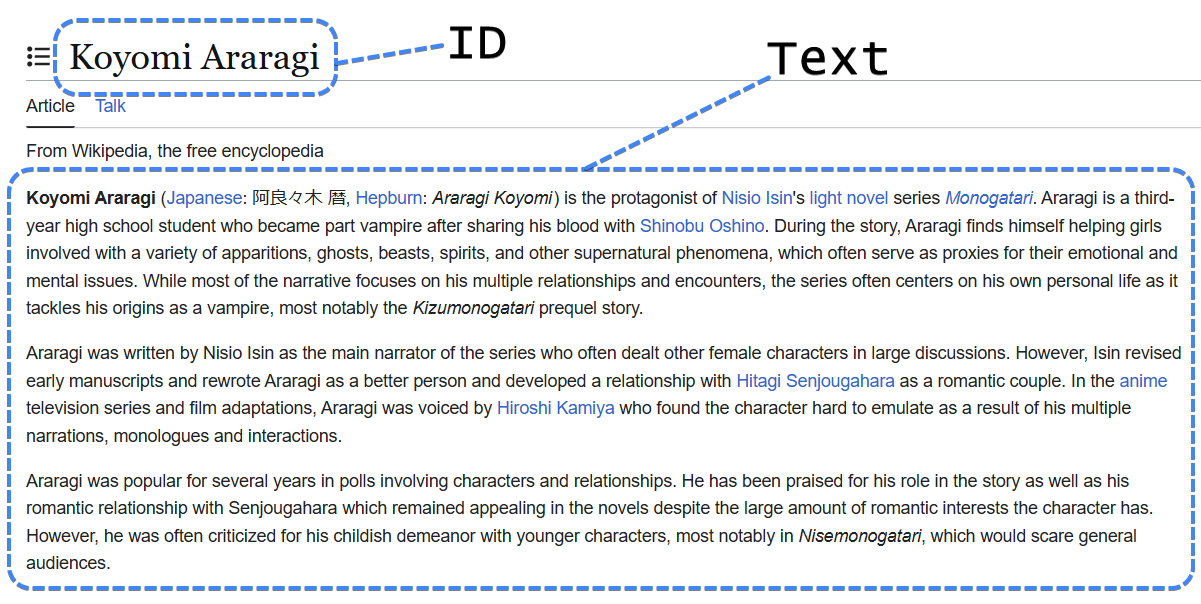 Koyomi Araragi
ID
Text
Article Talk
From Wikipedia, the free encyclopedia
Koyomi Araragi (Japanese: 阿良々木 暦, Hepburn: Araragi Koyomi) is the protagonist of Nisio Isin's light novel series Monogatari. Araragi is a third-
year high school student who became part vampire after sharing his blood with Shinobu Oshino. During the story, Araragi finds himself helping girls
involved with a variety of apparitions, ghosts, beasts, spirits, and other supernatural phenomena, which often serve as proxies for their emotional and
mental issues. While most of the narrative focuses on his multiple relationships and encounters, the series often centers on his own personal life as it
tackles his origins as a vampire, most notably the Kizumonogatari prequel story.
Araragi was written by Nisio Isin as the main narrator of the series who often dealt other female characters in large discussions. However, Isin revised
early manuscripts and rewrote Araragi as a better person and developed a relationship with Hitagi Senjougahara as a romantic couple. In the anime
television series and film adaptations, Araragi was voiced by Hiroshi Kamiya who found the character hard to emulate as a result of his multiple
narrations, monologues and interactions.
Araragi was popular for several years in polls involving characters and relationships. He has been praised for his role in the story as well as his
romantic relationship with Senjougahara which remained appealing in the novels despite the large amount of romantic interests the character has.
However, he was often criticized for his childish demeanor with younger characters, most notably in Nisemonogatari, which would scare general
audiences.